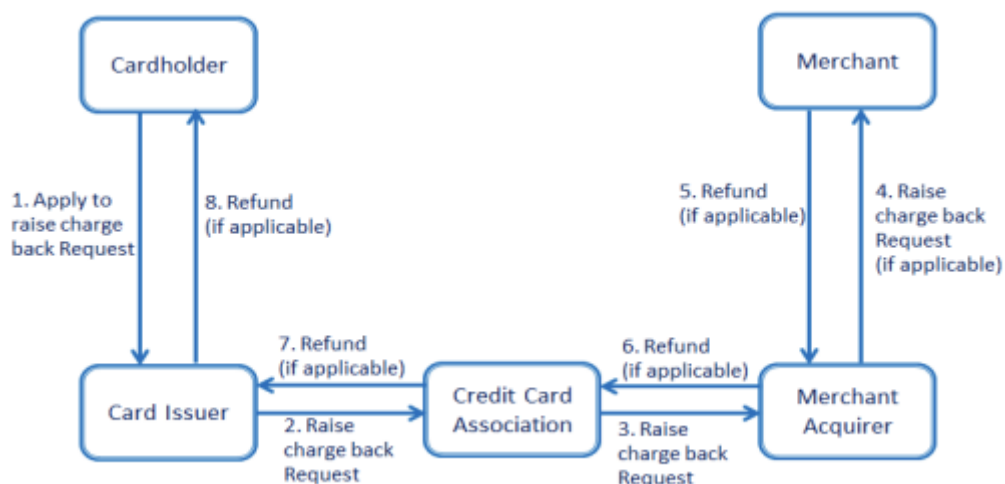 Cardholder
Merchant
1. Apply to
raise charge
back Request
8. Refund
(if applicable)
5. Refund
(if applicable)
4. Raise
charge back
Request
(if applicable)
7. Refund
(if applicable)
6. Refund
(if applicable)
Card Issuer
Credit Card
Association
Merchant
Acquirer
2. Raise
charge back
Request
3. Raise
charge back
Request